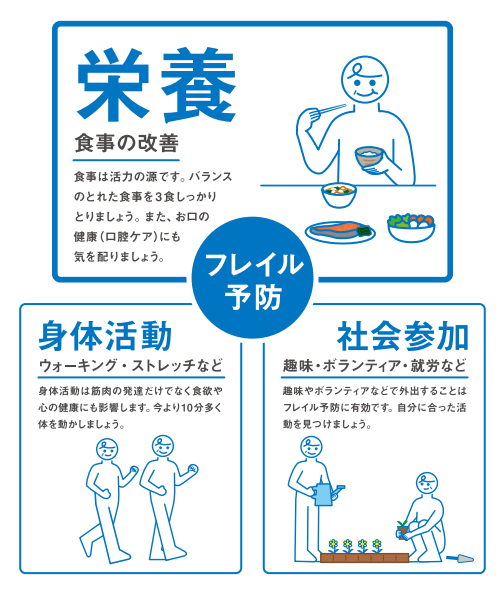 栄養
食事の改善
食事は活力の源です。バランス
のとれた食事を3食しっかり
とりましょう。また、お口の
健康（口腔ケア）にも
気を配りましょう。
フレイル
予防
身体活動
ウォーキング・ストレッチなど
身体活動は筋肉の発達だけでなく食欲や
心の健康にも影響します。今より10分多く
体を動かしましょう。
社会参加
趣味・ボランティア・就労など
趣味やボランティアなどで外出することは
フレイル予防に有効です。自分に合った活
動を見つけましょう。